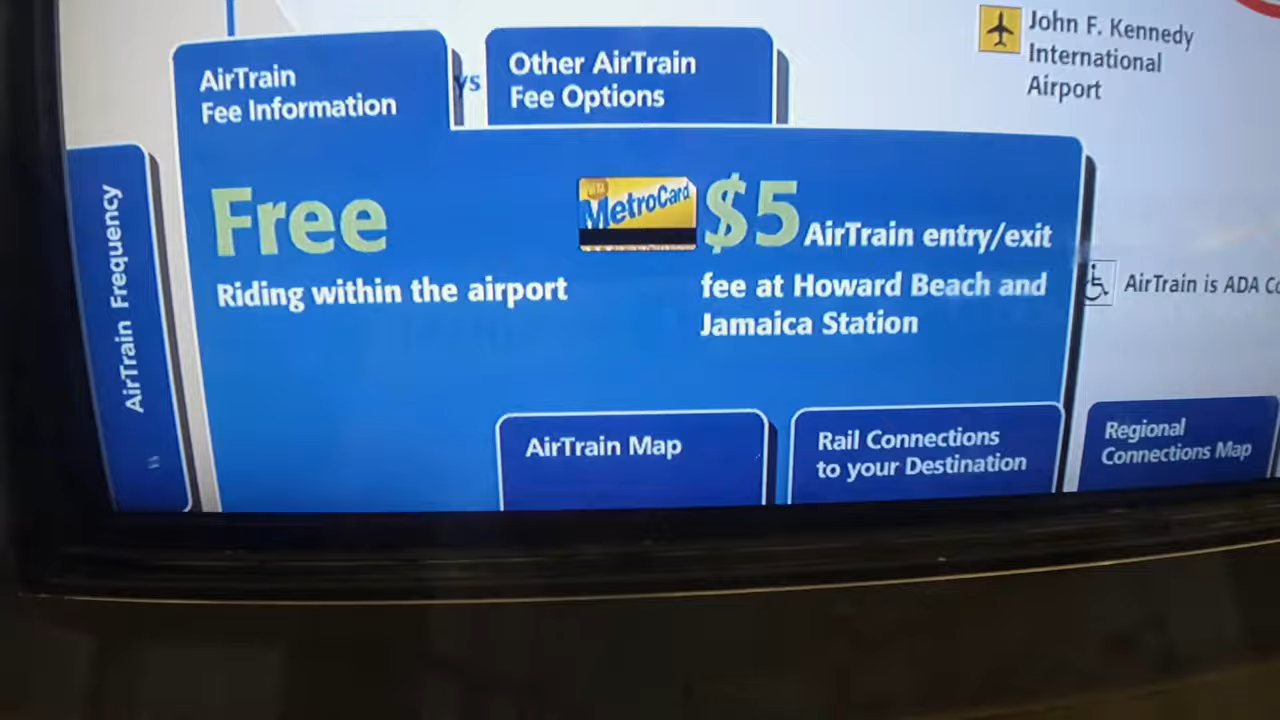 John F. Kennedy
International
Airport
AirTrain
Fee Information
ys
Other AirTrain
Fee Options
AirTrain Frequency
Free
Riding within the airport
MetroCard
$5 AirTrain entry/exit
fee at Howard Beach and
Jamaica Station
AirTrain is ADA
AirTrain Map
Rail Connections
to your Destination
Regional
Connections Map